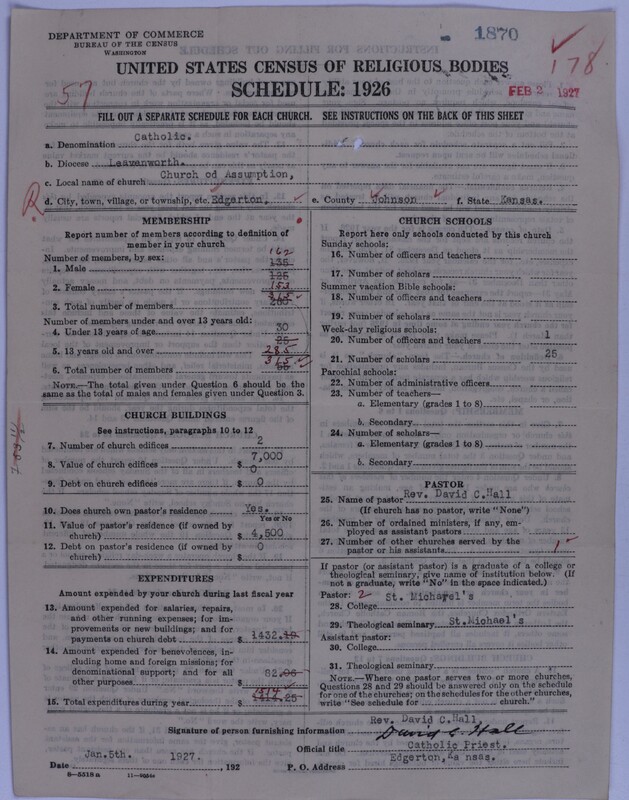 DEPARTMENT OF COMMERCE
BUREAU OF THE CENSUS
WASHINGTON
1870
178
57
UNITED STATES CENSUS OF RELIGIOUS BODIES
SCHEDULE: 1926
FEB 2 1927
FILL OUT A SEPARATE SCHEDULE FOR EACH CHURCH. SEE INSTRUCTIONS ON THE BACK OF THIS SHEET
a. Denomination Catholic.
b. Diocese Leavenworth.
c. Local name of church Church od Assumption,
R
d. City, town, village, or township, etc. Edgerton, e. County Johnson f. State Kansas.
MEMBERSHIP
Report number of members according to definition of
member in your church
Number of members, by sex:
162
1. Male 135
125
2. Female 153
315
3. Total number of members 260
Number of members under and over 13 years old:
4. Under 13 years of age 30
25
5. 13 years old and over 285
315
6. Total number of members
NOTE.—The total given under Question 6 should be the
same as the total of males and females given under Question 3.
CHURCH BUILDINGS
See instructions, paragraphs 10 to 12
7. Number of church edifices 2
8. Value of church edifices $ 7,000
0
9. Debt on church edifices $ 0
10. Does church own pastor's residence Yes.
Yes or No
11. Value of pastor's residence (if owned by
church) $ 4,500
12. Debt on pastor's residence (if owned by
church) $ 0
EXPENDITURES
Amount expended by your church during last fiscal year
13. Amount expended for salaries, repairs,
and other running expenses; for im-
provements or new buildings; and for
payments on church debt $ 1432.19
14. Amount expended for benevolences, in-
cluding home and foreign missions; for
denominational support; and for all
other purposes 82.06
1514
15. Total expenditures during year $ 1514.25
CHURCH SCHOOLS
Report here only schools conducted by this church
Sunday schools:
16. Number of officers and teachers
17. Number of scholars
Summer vacation Bible schools:
18. Number of officers and teachers
19. Number of scholars
Week-day religious schools:
20. Number of officers and teachers 1
21. Number of scholars 25
Parochial schools:
22. Number of administrative officers
23. Number of teachers—
a. Elementary (grades 1 to 8)
b. Secondary
24. Number of scholars—
a. Elementary (grades 1 to 8)
b. Secondary
PASTOR
25. Name of pastor Rev. David C.Hall
(If church has no pastor, write "None")
26. Number of ordained ministers, if any, em-
ployed as assistant pastors
27. Number of other churches served by the
pastor or his assistants 1
If pastor (or assistant pastor) is a graduate of a college or
theological seminary, give name of institution below. (If
not a graduate, write "No" in the space indicated.)
Pastor: 2
28. College St. Michael's
29. Theological seminary St.Michael's
Assistant pastor:
30. College
31. Theological seminary
NOTE.—Where one pastor serves two or more churches,
Questions 28 and 29 should be answered only on the schedule
for one of the churches; on the schedules for the other churches,
write "See schedule for church."
Rev. David C.Hall,
Signature of person furnishing information David C. Hall
Official title Catholic Priest.
Date Jan.5th. 1927. , 192 P. O. Address Edgerton,Kansas.
8—5518 a